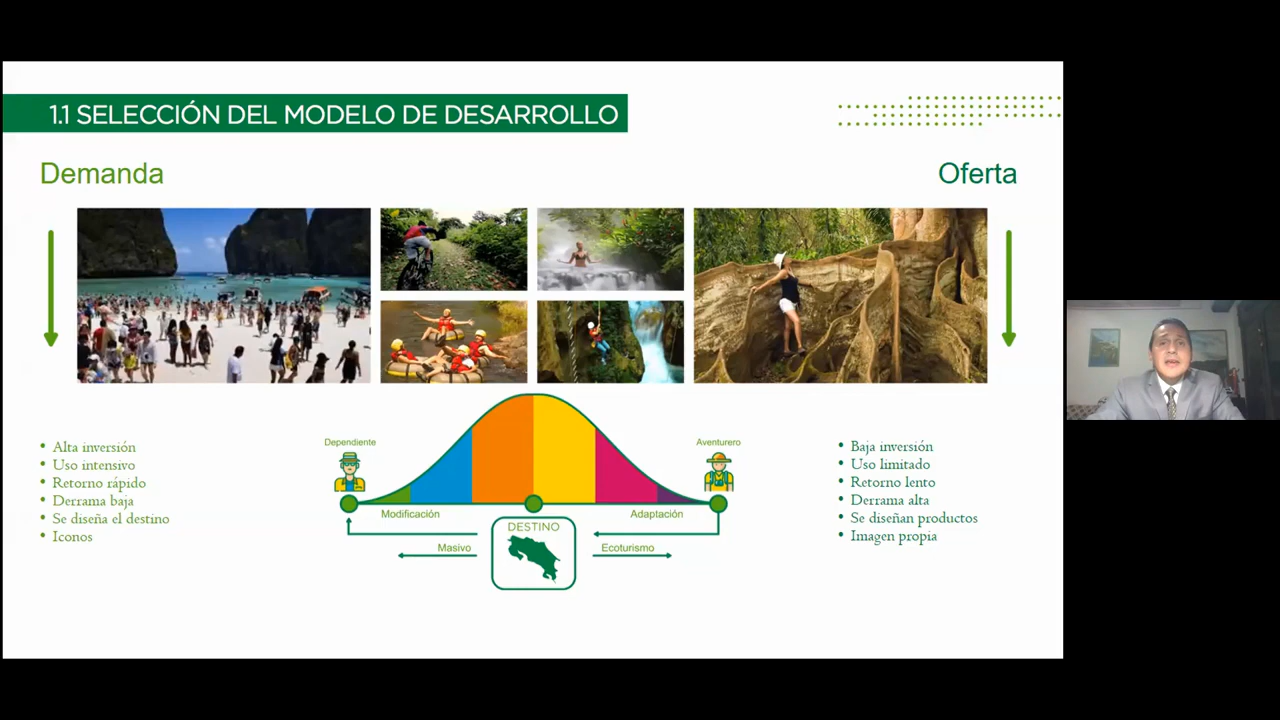 1.1 SELECCIÓN DEL MODELO DE DESARROLLO
Demanda
Oferta
• Alta inversión
• Uso intensivo
• Retorno rápido
• Derrama baja
• Se diseña el destino
• Iconos
Dependiente
Aventurero
Modificación
Adaptación
DESTINO
Masivo
Ecoturismo
• Baja inversión
• Uso limitado
• Retorno lento
• Derrama alta
• Se diseñan productos
• Imagen propia